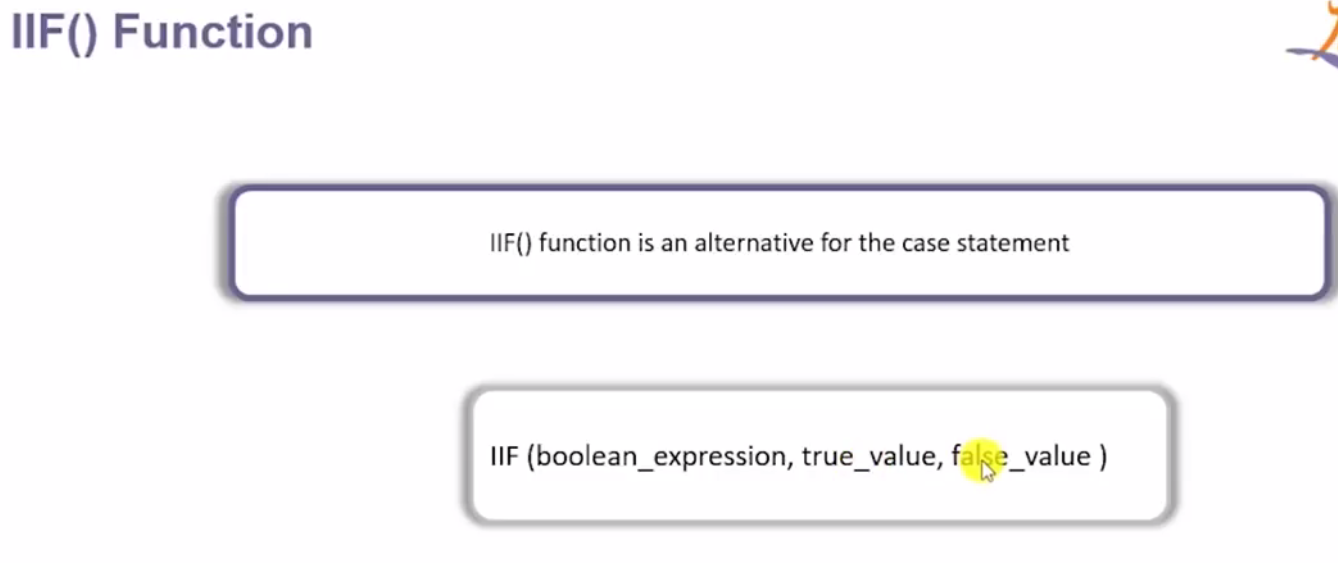 IIF() Function
IIF() function is an alternative for the case statement
IIF (boolean_expression, true_value, false_value )